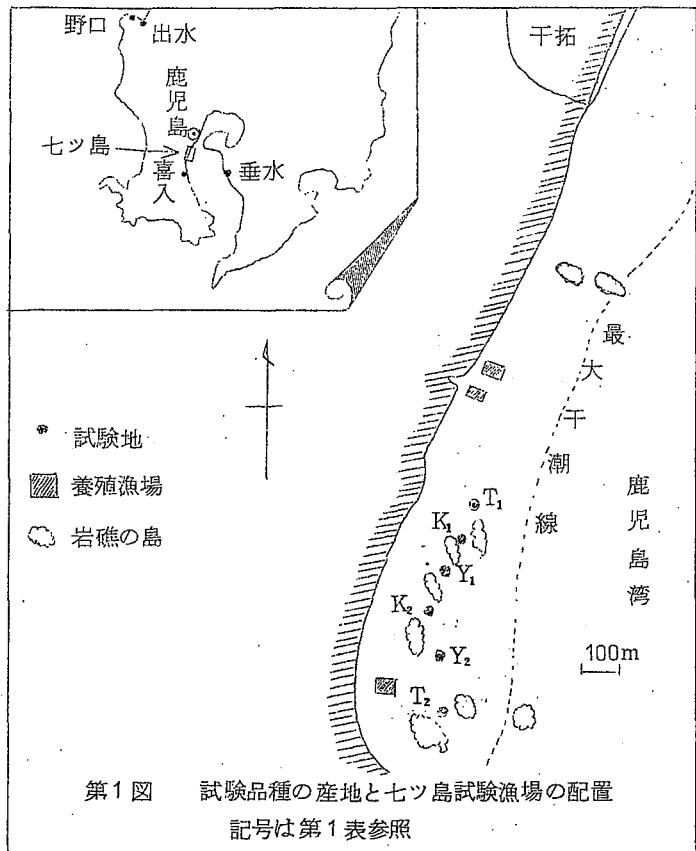 野口
出水
鹿児島
七ッ島
喜入
垂水
干拓
最大干潮線
鹿児島湾
試験地
養殖漁場
岩礁の島
T₁
K₁
Y₁
K₂
Y₂
T₂
100m
第1図 試験品種の産地と七ッ島試験漁場の配置
記号は第1表参照